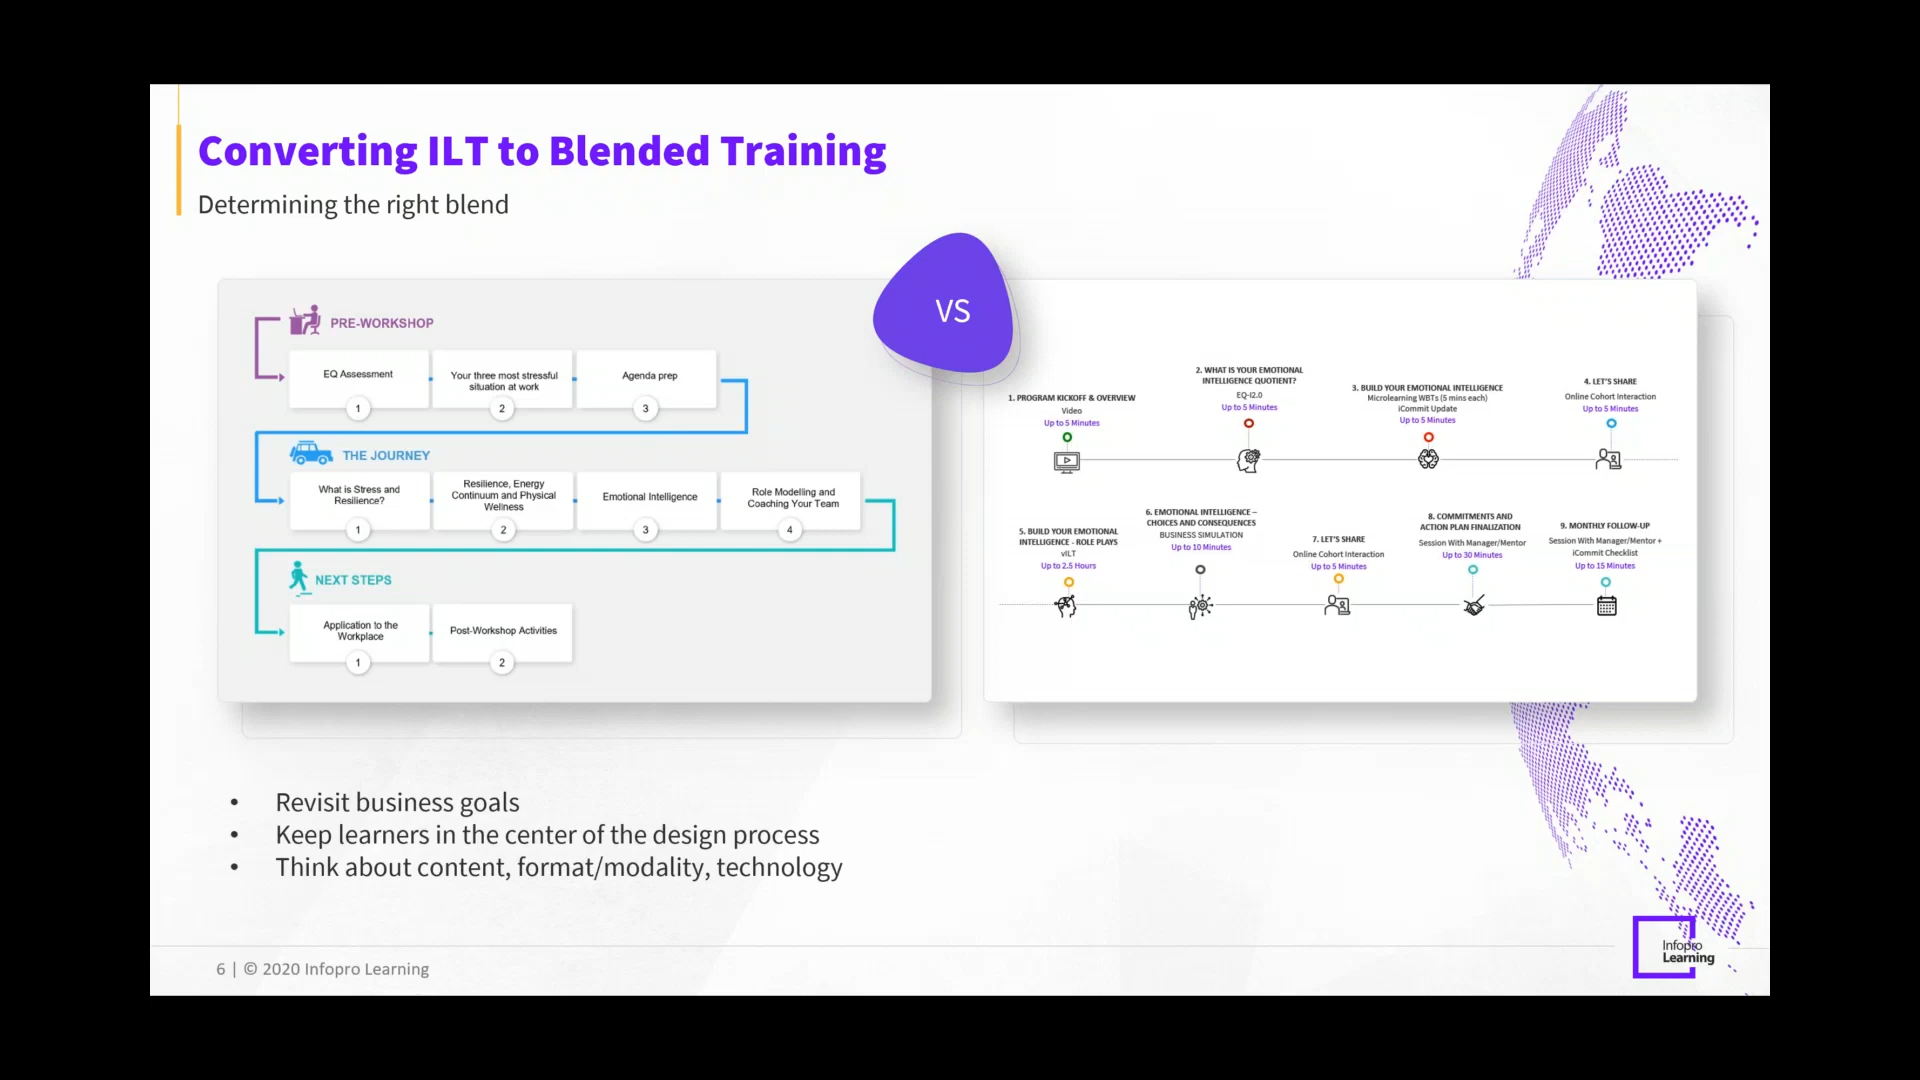 Converting ILT to Blended Training
Determining the right blend
VS
PRE-WORKSHOP
EQ Assessment
1
Your three most stressful
situation at work
2
Agenda prep
3
THE JOURNEY
What is Stress and
Resilience?
1
Resilience, Energy
Continuum and Physical
Wellness
2
Emotional Intelligence
3
Role Modelling and
Coaching Your Team
4
NEXT STEPS
Application to the
Workplace
1
Post-Workshop Activities
2
1. PROGRAM KICKOFF & OVERVIEW
Video
Up to 5 Minutes
2. WHAT IS YOUR EMOTIONAL
INTELLIGENCE QUOTIENT?
EQ-I2.0
Up to 5 Minutes
3. BUILD YOUR EMOTIONAL INTELLIGENCE
Microlearning WBTs (5 mins each)
iCommit Update
Up to 5 Minutes
4. LET'S SHARE
Online Cohort Interaction
Up to 5 Minutes
5. BUILD YOUR EMOTIONAL
INTELLIGENCE - ROLE PLAYS
vILT
Up to 2.5 Hours
6. EMOTIONAL INTELLIGENCE –
CHOICES AND CONSEQUENCES
BUSINESS SIMULATION
Up to 10 Minutes
7. LET'S SHARE
Online Cohort Interaction
Up to 5 Minutes
8. COMMITMENTS AND
ACTION PLAN FINALIZATION
Session With Manager/Mentor
Up to 30 Minutes
9. MONTHLY FOLLOW-UP
Session With Manager/Mentor +
iCommit Checklist
Up to 15 Minutes
• Revisit business goals
• Keep learners in the center of the design process
• Think about content, format/modality, technology
6 | © 2020 Infopro Learning
Infopro
Learning